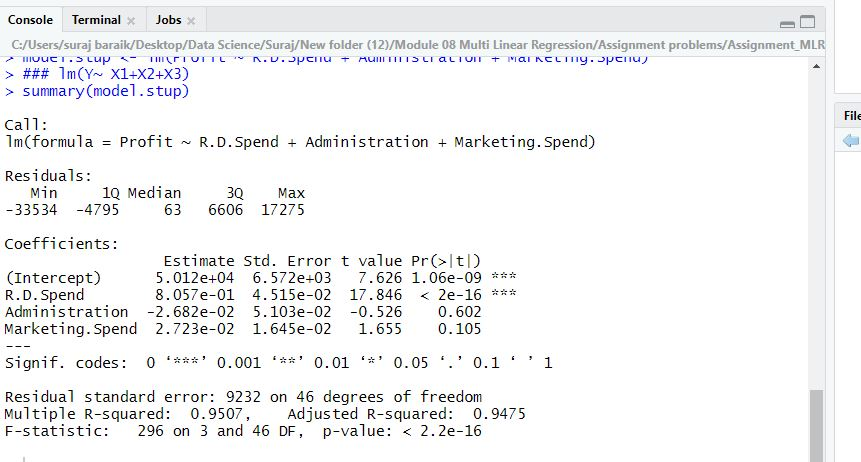 Console Terminal Jobs
C:/Users/suraj baraik/Desktop/Data Science/Suraj/New folder (12)/Module 08 Multi Linear Regression/Assignment problems/Assignment_MLR
> model.stup <- lm(Profit ~ R.D.Spend + Administration + Marketing.Spend)
> ### lm(Y~ X1+X2+X3)
> summary(model.stup)
Call:
lm(formula = Profit ~ R.D.Spend + Administration + Marketing.Spend)
Residuals:
Min 1Q Median 3Q Max
-33534 -4795 63 6606 17275
Coefficients:
Estimate Std. Error t value Pr(>|t|)
(Intercept) 5.012e+04 6.572e+03 7.626 1.06e-09 ***
R.D.Spend 8.057e-01 4.515e-02 17.846 < 2e-16 ***
Administration -2.682e-02 5.103e-02 -0.526 0.602
Marketing.Spend 2.723e-02 1.645e-02 1.655 0.105
---
Signif. codes: 0 ‘***’ 0.001 ‘**’ 0.01 ‘*’ 0.05 ‘.’ 0.1 ‘ ’ 1
Residual standard error: 9232 on 46 degrees of freedom
Multiple R-squared: 0.9507, Adjusted R-squared: 0.9475
F-statistic: 296 on 3 and 46 DF, p-value: < 2.2e-16
File